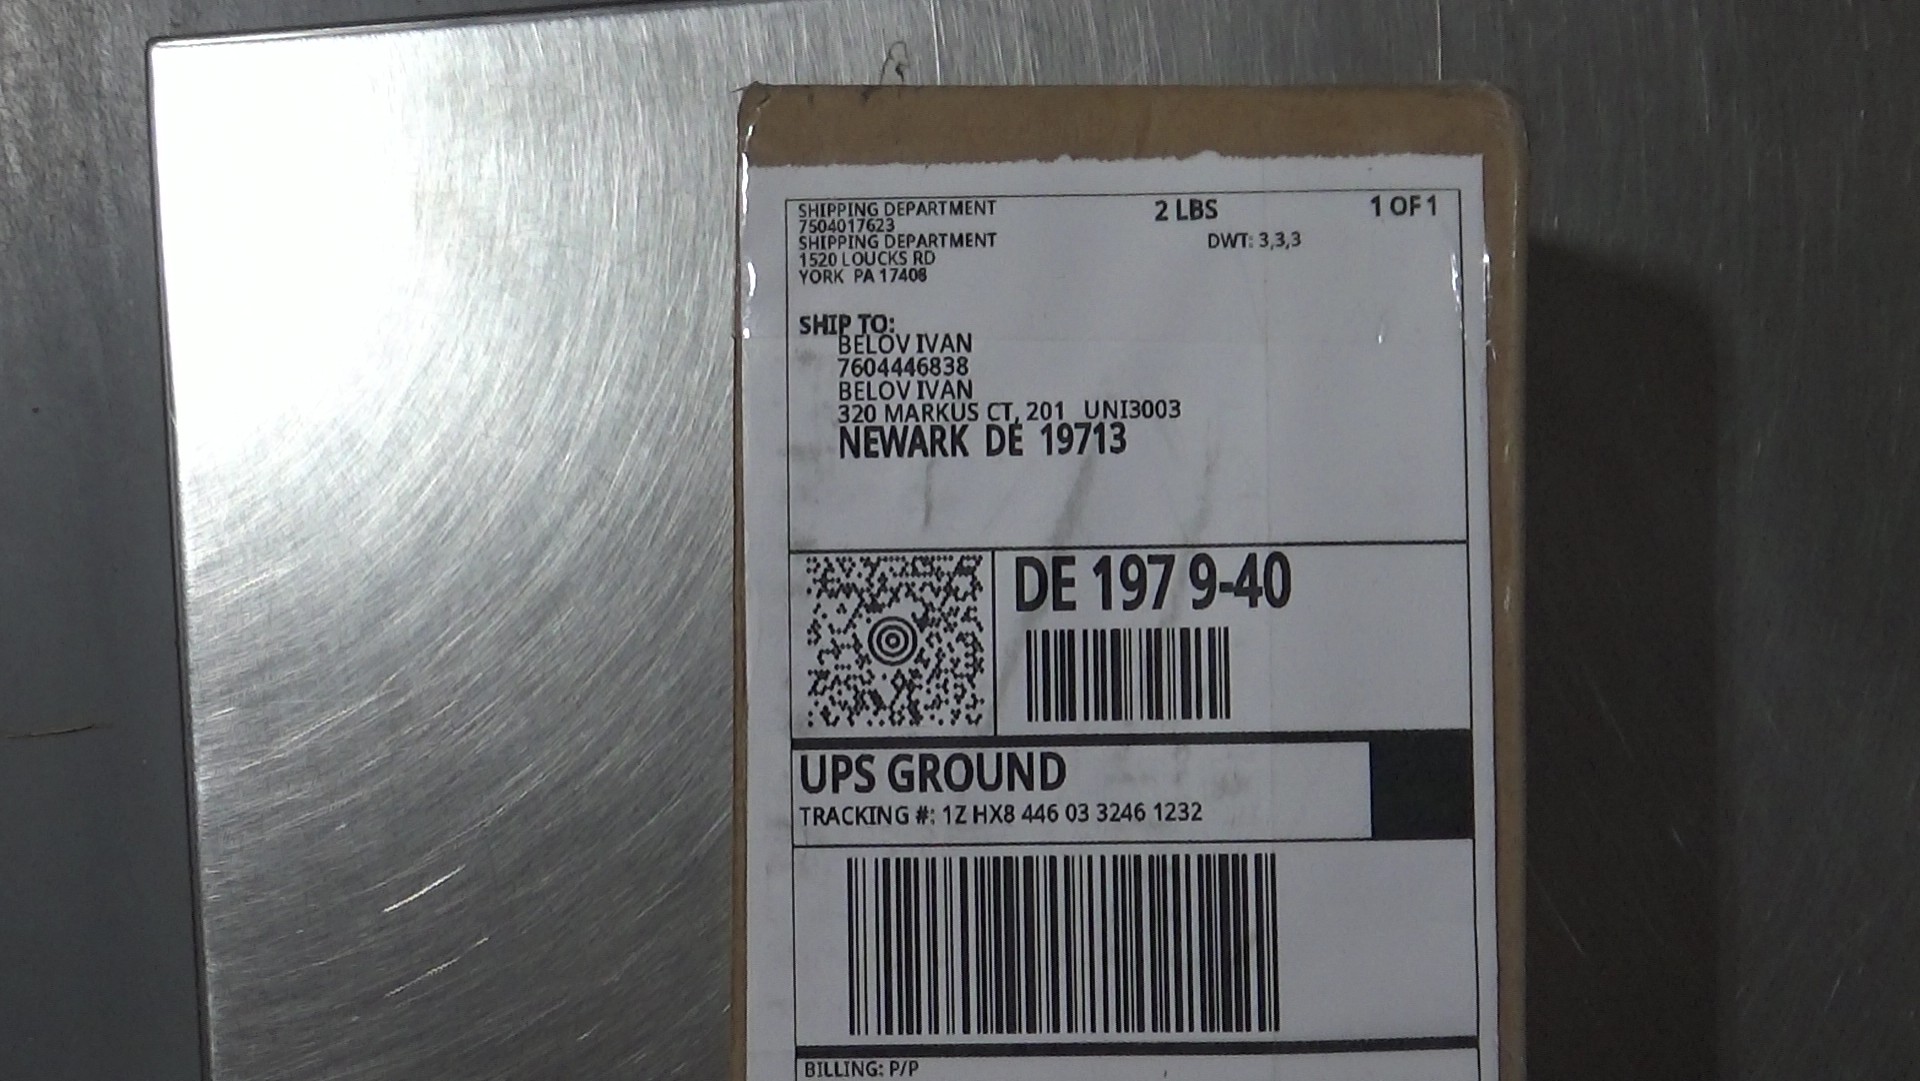 SHIPPING DEPARTMENT
7504017623
SHIPPING DEPARTMENT
1520 LOUCKS RD
YORK PA 17408
2 LBS
1 OF 1
DWT: 3,3,3
SHIP TO:
BELOV IVAN
7604446838
BELOV IVAN
320 MARKUS CT, 201 UNI3003
NEWARK DE 19713
DE 197 9-40
UPS GROUND
TRACKING #: 1Z HX8 446 03 3246 1232
BILLING: P/P